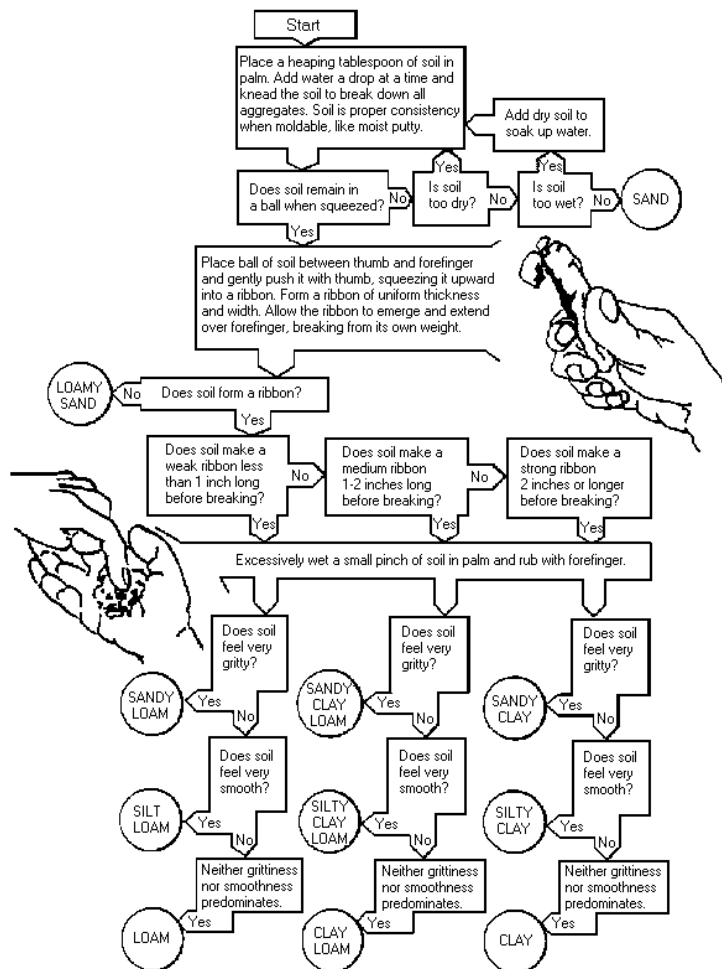 Start
Place a heaping tablespoon of soil in
palm. Add water a drop at a time and
knead the soil to break down all
aggregates. Soil is proper consistency
when moldable, like moist putty.
Add dry soil to
soak up water.
Yes
Yes
Does soil remain in
a ball when squeezed?
No
Is soil
too dry?
No
Is soil
too wet?
No
SAND
Yes
Place ball of soil between thumb and forefinger
and gently push it with thumb, squeezing it upward
into a ribbon. Form a ribbon of uniform thickness
and width. Allow the ribbon to emerge and extend
over forefinger, breaking from its own weight.
LOAMY
SAND
No
Does soil form a ribbon?
Yes
Does soil make a
weak ribbon less
than 1 inch long
before breaking?
No
Does soil make a
medium ribbon
1-2 inches long
before breaking?
No
Does soil make a
strong ribbon
2 inches or longer
before breaking?
Yes
Yes
Yes
Excessively wet a small pinch of soil in palm and rub with forefinger.
Does soil
feel very
gritty?
Does soil
feel very
gritty?
Does soil
feel very
gritty?
SANDY
LOAM
Yes
No
SANDY
CLAY
LOAM
Yes
No
SANDY
CLAY
Yes
No
Does soil
feel very
smooth?
Does soil
feel very
smooth?
Does soil
feel very
smooth?
SILT
LOAM
Yes
No
SILTY
CLAY
LOAM
Yes
No
SILTY
CLAY
Yes
No
Neither grittiness
nor smoothness
predominates.
Neither grittiness
nor smoothness
predominates.
Neither grittiness
nor smoothness
predominates.
LOAM
Yes
CLAY
LOAM
Yes
CLAY
Yes